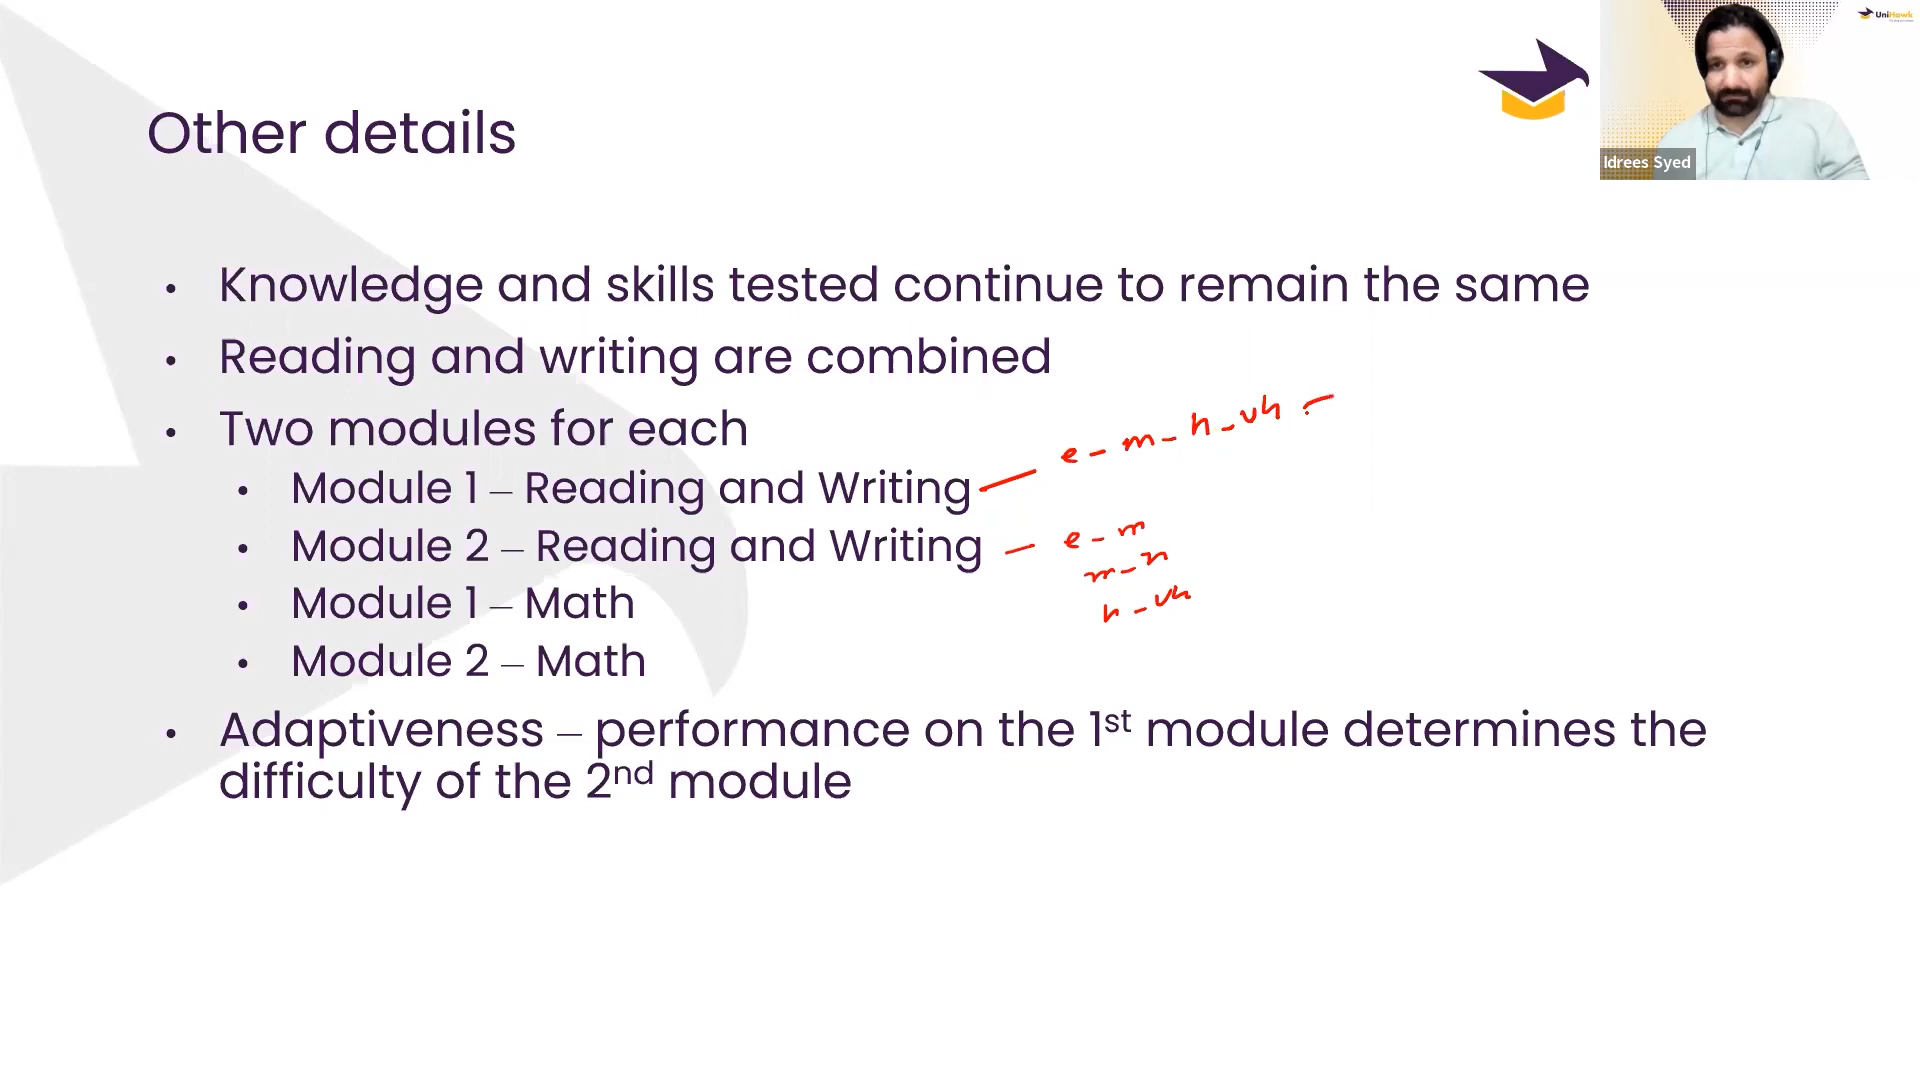 UniHawk
Idrees Syed
Other details
• Knowledge and skills tested continue to remain the same
• Reading and writing are combined
• Two modules for each
e - m - h - vh -
• Module 1 – Reading and Writing
• Module 2 – Reading and Writing — e - m
m - h
• Module 1 – Math
h - vh
• Module 2 – Math
• Adaptiveness – performance on the 1st module determines the
difficulty of the 2nd module